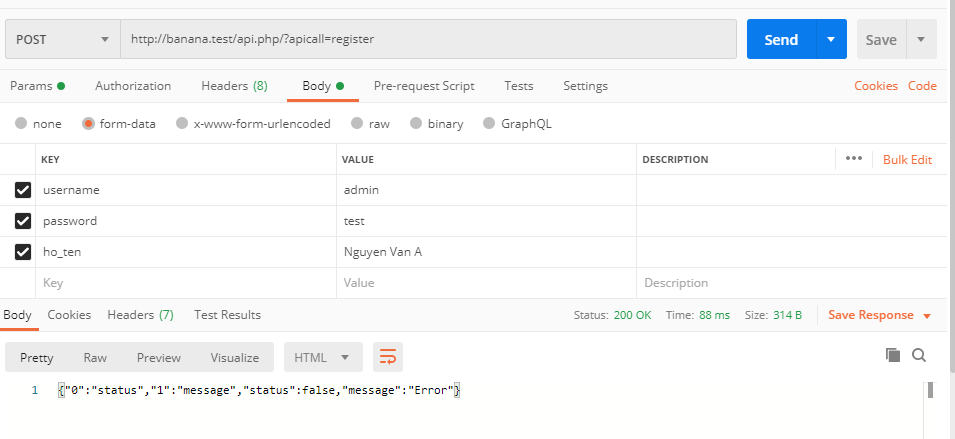 POST http://banana.test/api.php/?apicall=register Send Save
Params Authorization Headers (8) Body Pre-request Script Tests Settings Cookies Code
none form-data x-www-form-urlencoded raw binary GraphQL
KEY VALUE DESCRIPTION ••• Bulk Edit
username admin
password test
ho_ten Nguyen Van A
Key Value Description
Body Cookies Headers (7) Test Results Status: 200 OK Time: 88 ms Size: 314 B Save Response
Pretty Raw Preview Visualize HTML
1 {"0":"status","1":"message","status":false,"message":"Error"}